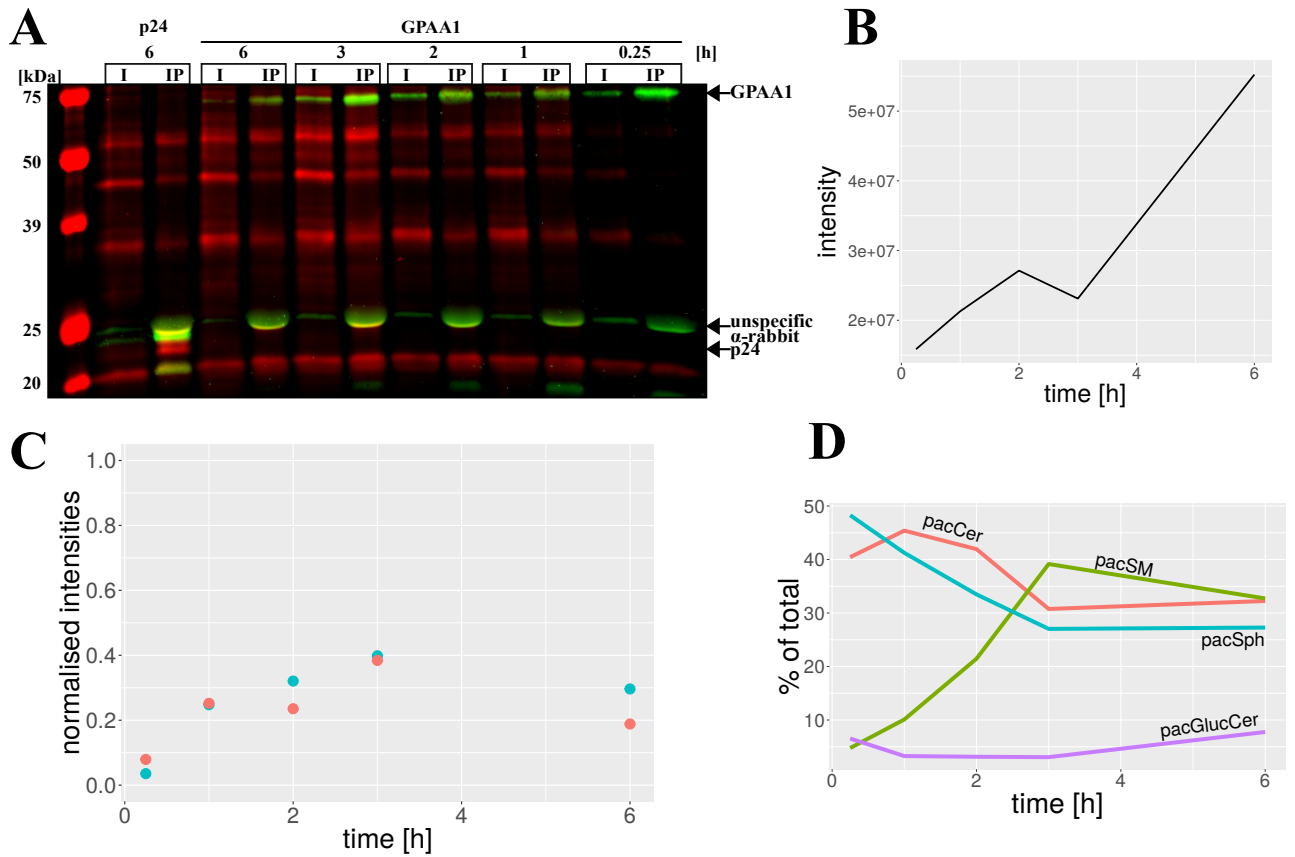 A
p24 GPAA1
6 6 3 2 1 0.25 [h]
[kDa] I IP I IP I IP I IP I IP I IP
75
50
39
25
20
GPAA1
unspecific
α-rabbit
p24
B
intensity
5e+07
4e+07
3e+07
2e+07
0 2 4 6
time [h]
C
normalised intensities
1.0
0.8
0.6
0.4
0.2
0.0
0 2 4 6
time [h]
D
% of total
50
40
30
20
10
pacCer
pacSM
pacSph
pacGlucCer
0 2 4 6
time [h]